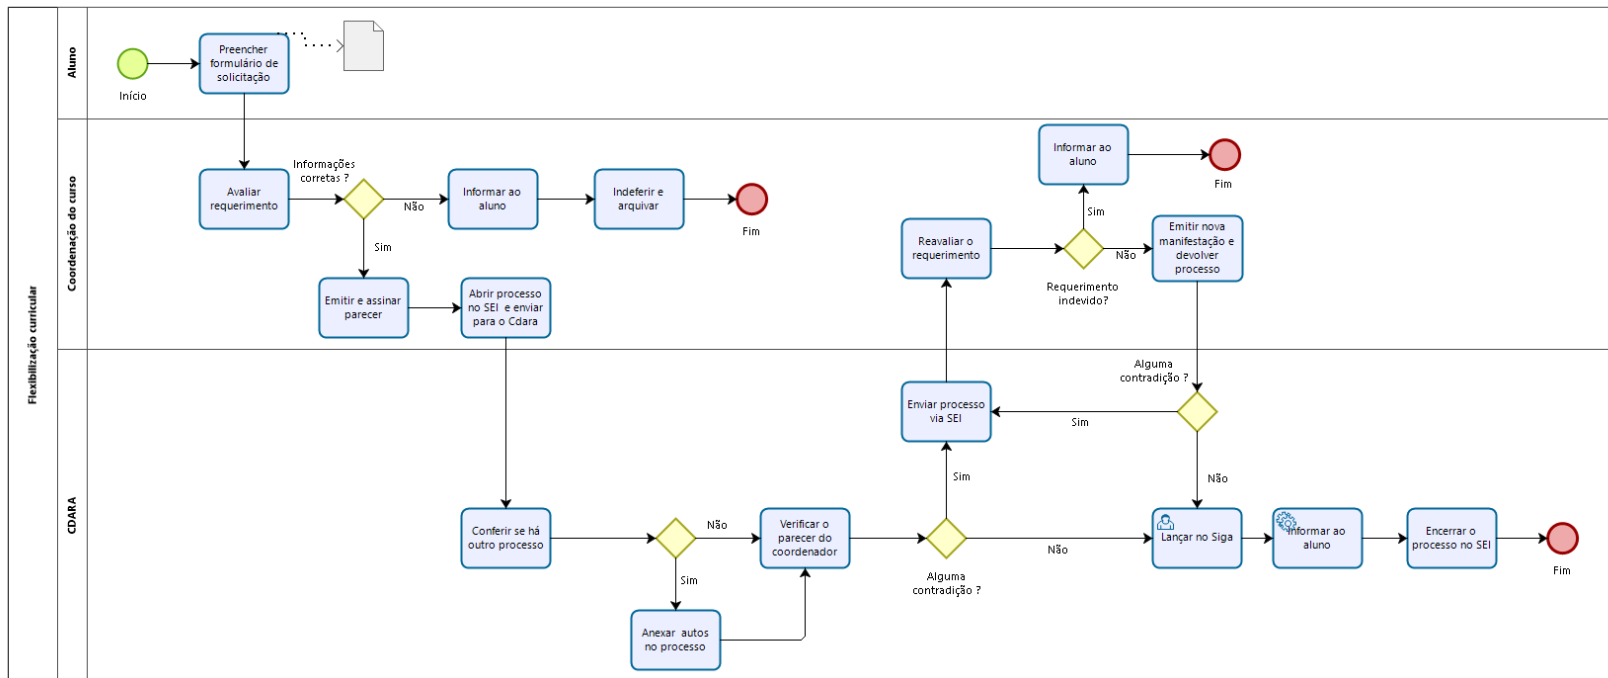 Flexibilização curricular
Aluno
Início
Preencher
formulário de
solicitação
Coordenação do curso
Avaliar
requerimento
Informações
corretas ?
Não
Sim
Informar ao
aluno
Indeferir e
arquivar
Fim
Emitir e assinar
parecer
Abrir processo
no SEI e enviar
para o Cdara
Reavaliar o
requerimento
Requerimento
indevido?
Sim
Não
Informar ao
aluno
Fim
Emitir nova
manifestação e
devolver
processo
CDARA
Conferir se há
outro processo
Não
Sim
Anexar autos
no processo
Verificar o
parecer do
coordenador
Alguma
contradição ?
Sim
Não
Enviar processo
via SEI
Alguma
contradição ?
Sim
Não
Lançar no Siga
Informar ao
aluno
Encerrar o
processo no SEI
Fim